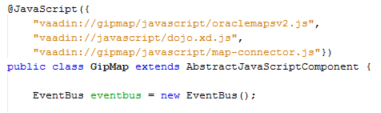 @JavaScript({
    "vaadin://gipmap/javascript/oraclemapsv2.js",
    "vaadin://javascript/dojo.xd.js",
    "vaadin://gipmap/javascript/map-connector.js"})
public class GipMap extends AbstractJavaScriptComponent {
    EventBus eventbus = new EventBus();